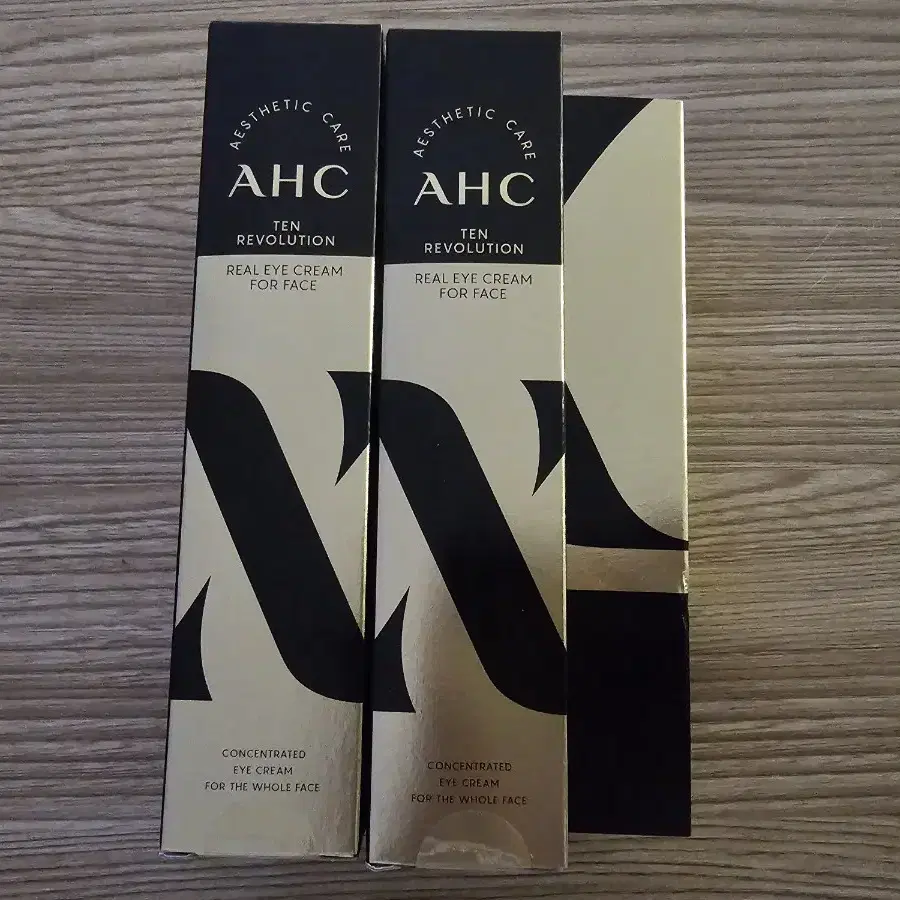 AESTHETIC CARE
AHC
TEN
REVOLUTION
REAL EYE CREAM
FOR FACE
CONCENTRATED
EYE CREAM
FOR THE WHOLE FACE
AESTHETIC CARE
AHC
TEN
REVOLUTION
REAL EYE CREAM
FOR FACE
CONCENTRATED
EYE CREAM
FOR THE WHOLE FACE